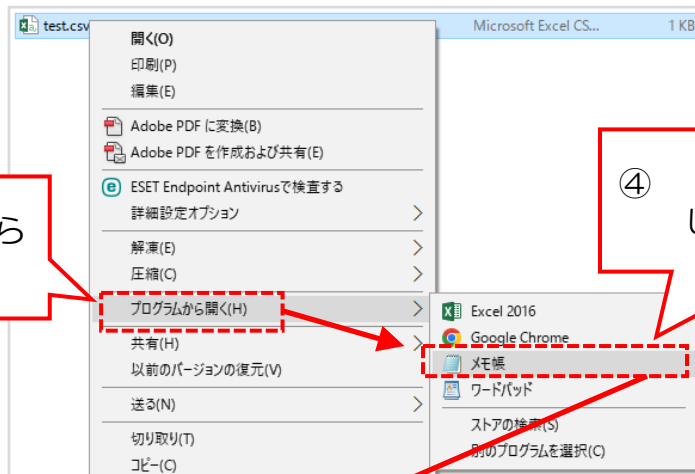 test.csv
Microsoft Excel CS...
1 KB
開く(O)
印刷(P)
編集(E)
Adobe PDF に変換(B)
Adobe PDF を作成および共有(E)
ESET Endpoint Antivirusで検査する
詳細設定オプション
解凍(E)
圧縮(C)
プログラムから開く(H)
共有(H)
以前のバージョンの復元(V)
送る(N)
切り取り(T)
コピー(C)
ら
④
Excel 2016
Google Chrome
メモ帳
ワードパッド
ストアの検索(S)
別のプログラムを選択(C)